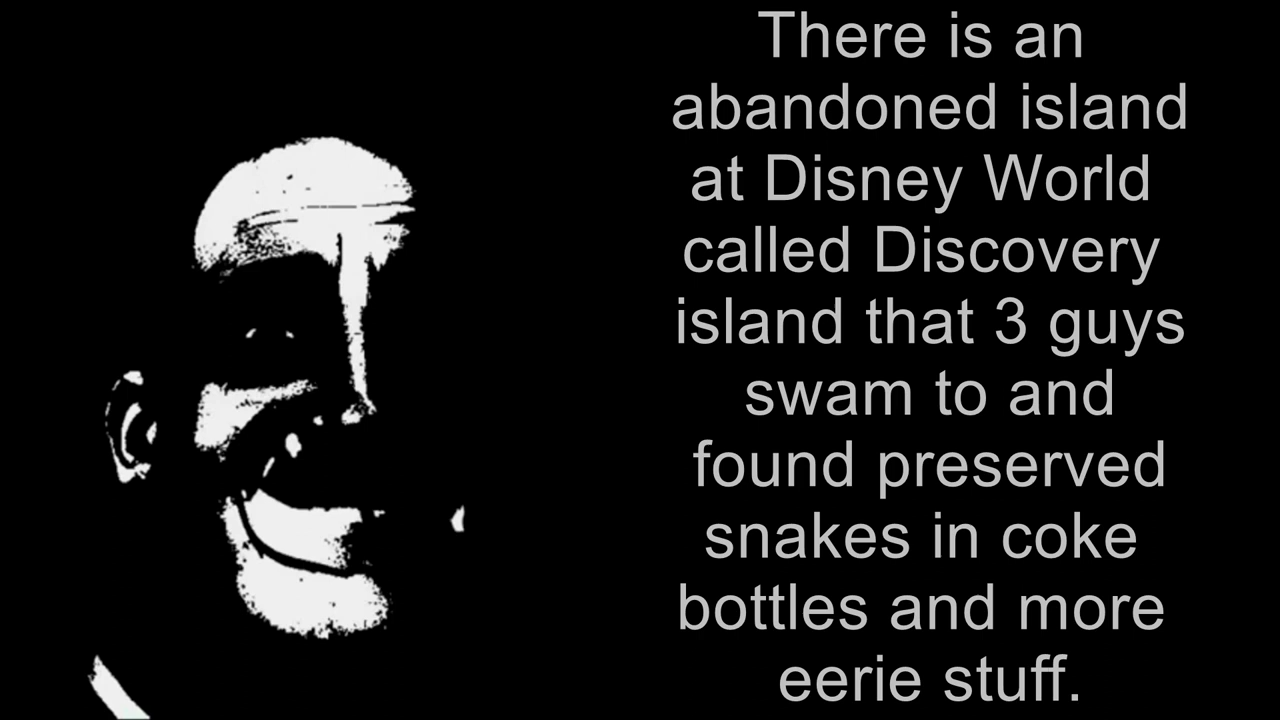 There is an
abandoned island
at Disney World
called Discovery
island that 3 guys
swam to and
found preserved
snakes in coke
bottles and more
eerie stuff.